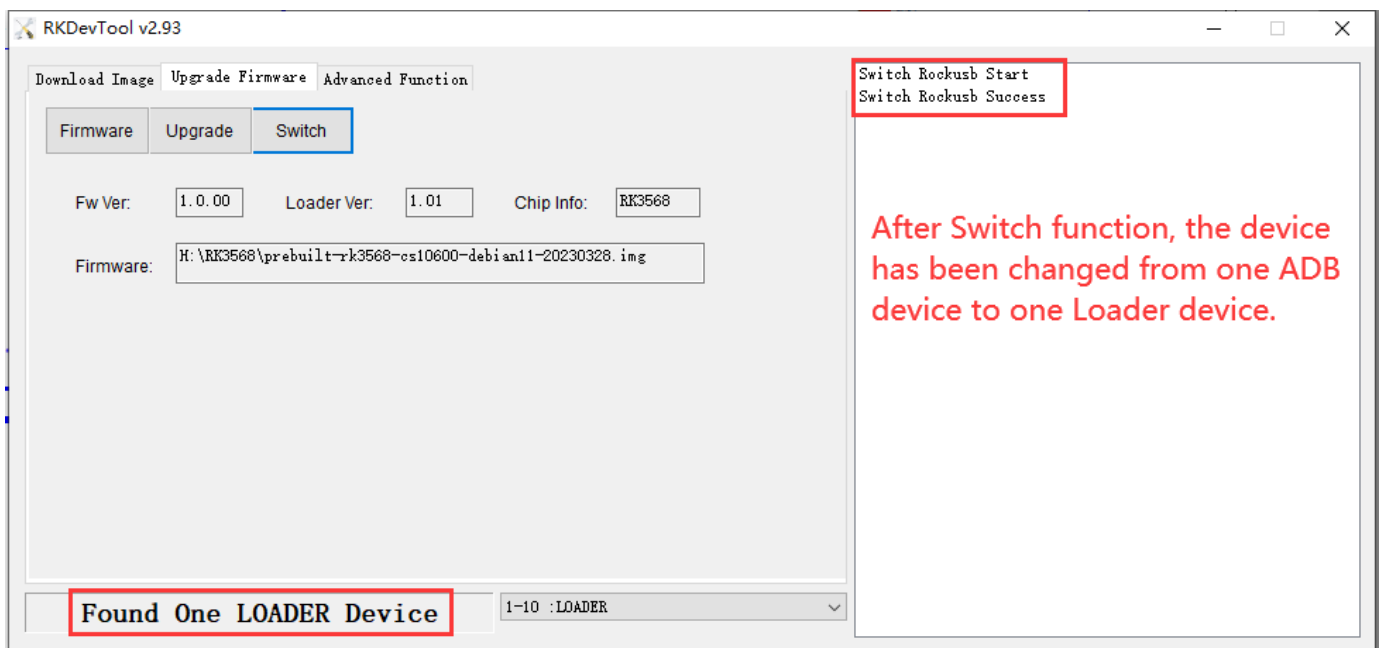 RKDevTool v2.93
Download Image Upgrade Firmware Advanced Function
Firmware Upgrade Switch
Fw Ver: 1.0.00 Loader Ver: 1.01 Chip Info: RK3568
Firmware: H:\RK3568\prebuilt-rk3568-cs10600-debian11-20230328.img
Found One LOADER Device 1-10 :LOADER
Switch Rockusb Start
Switch Rockusb Success
After Switch function, the device
has been changed from one ADB
device to one Loader device.